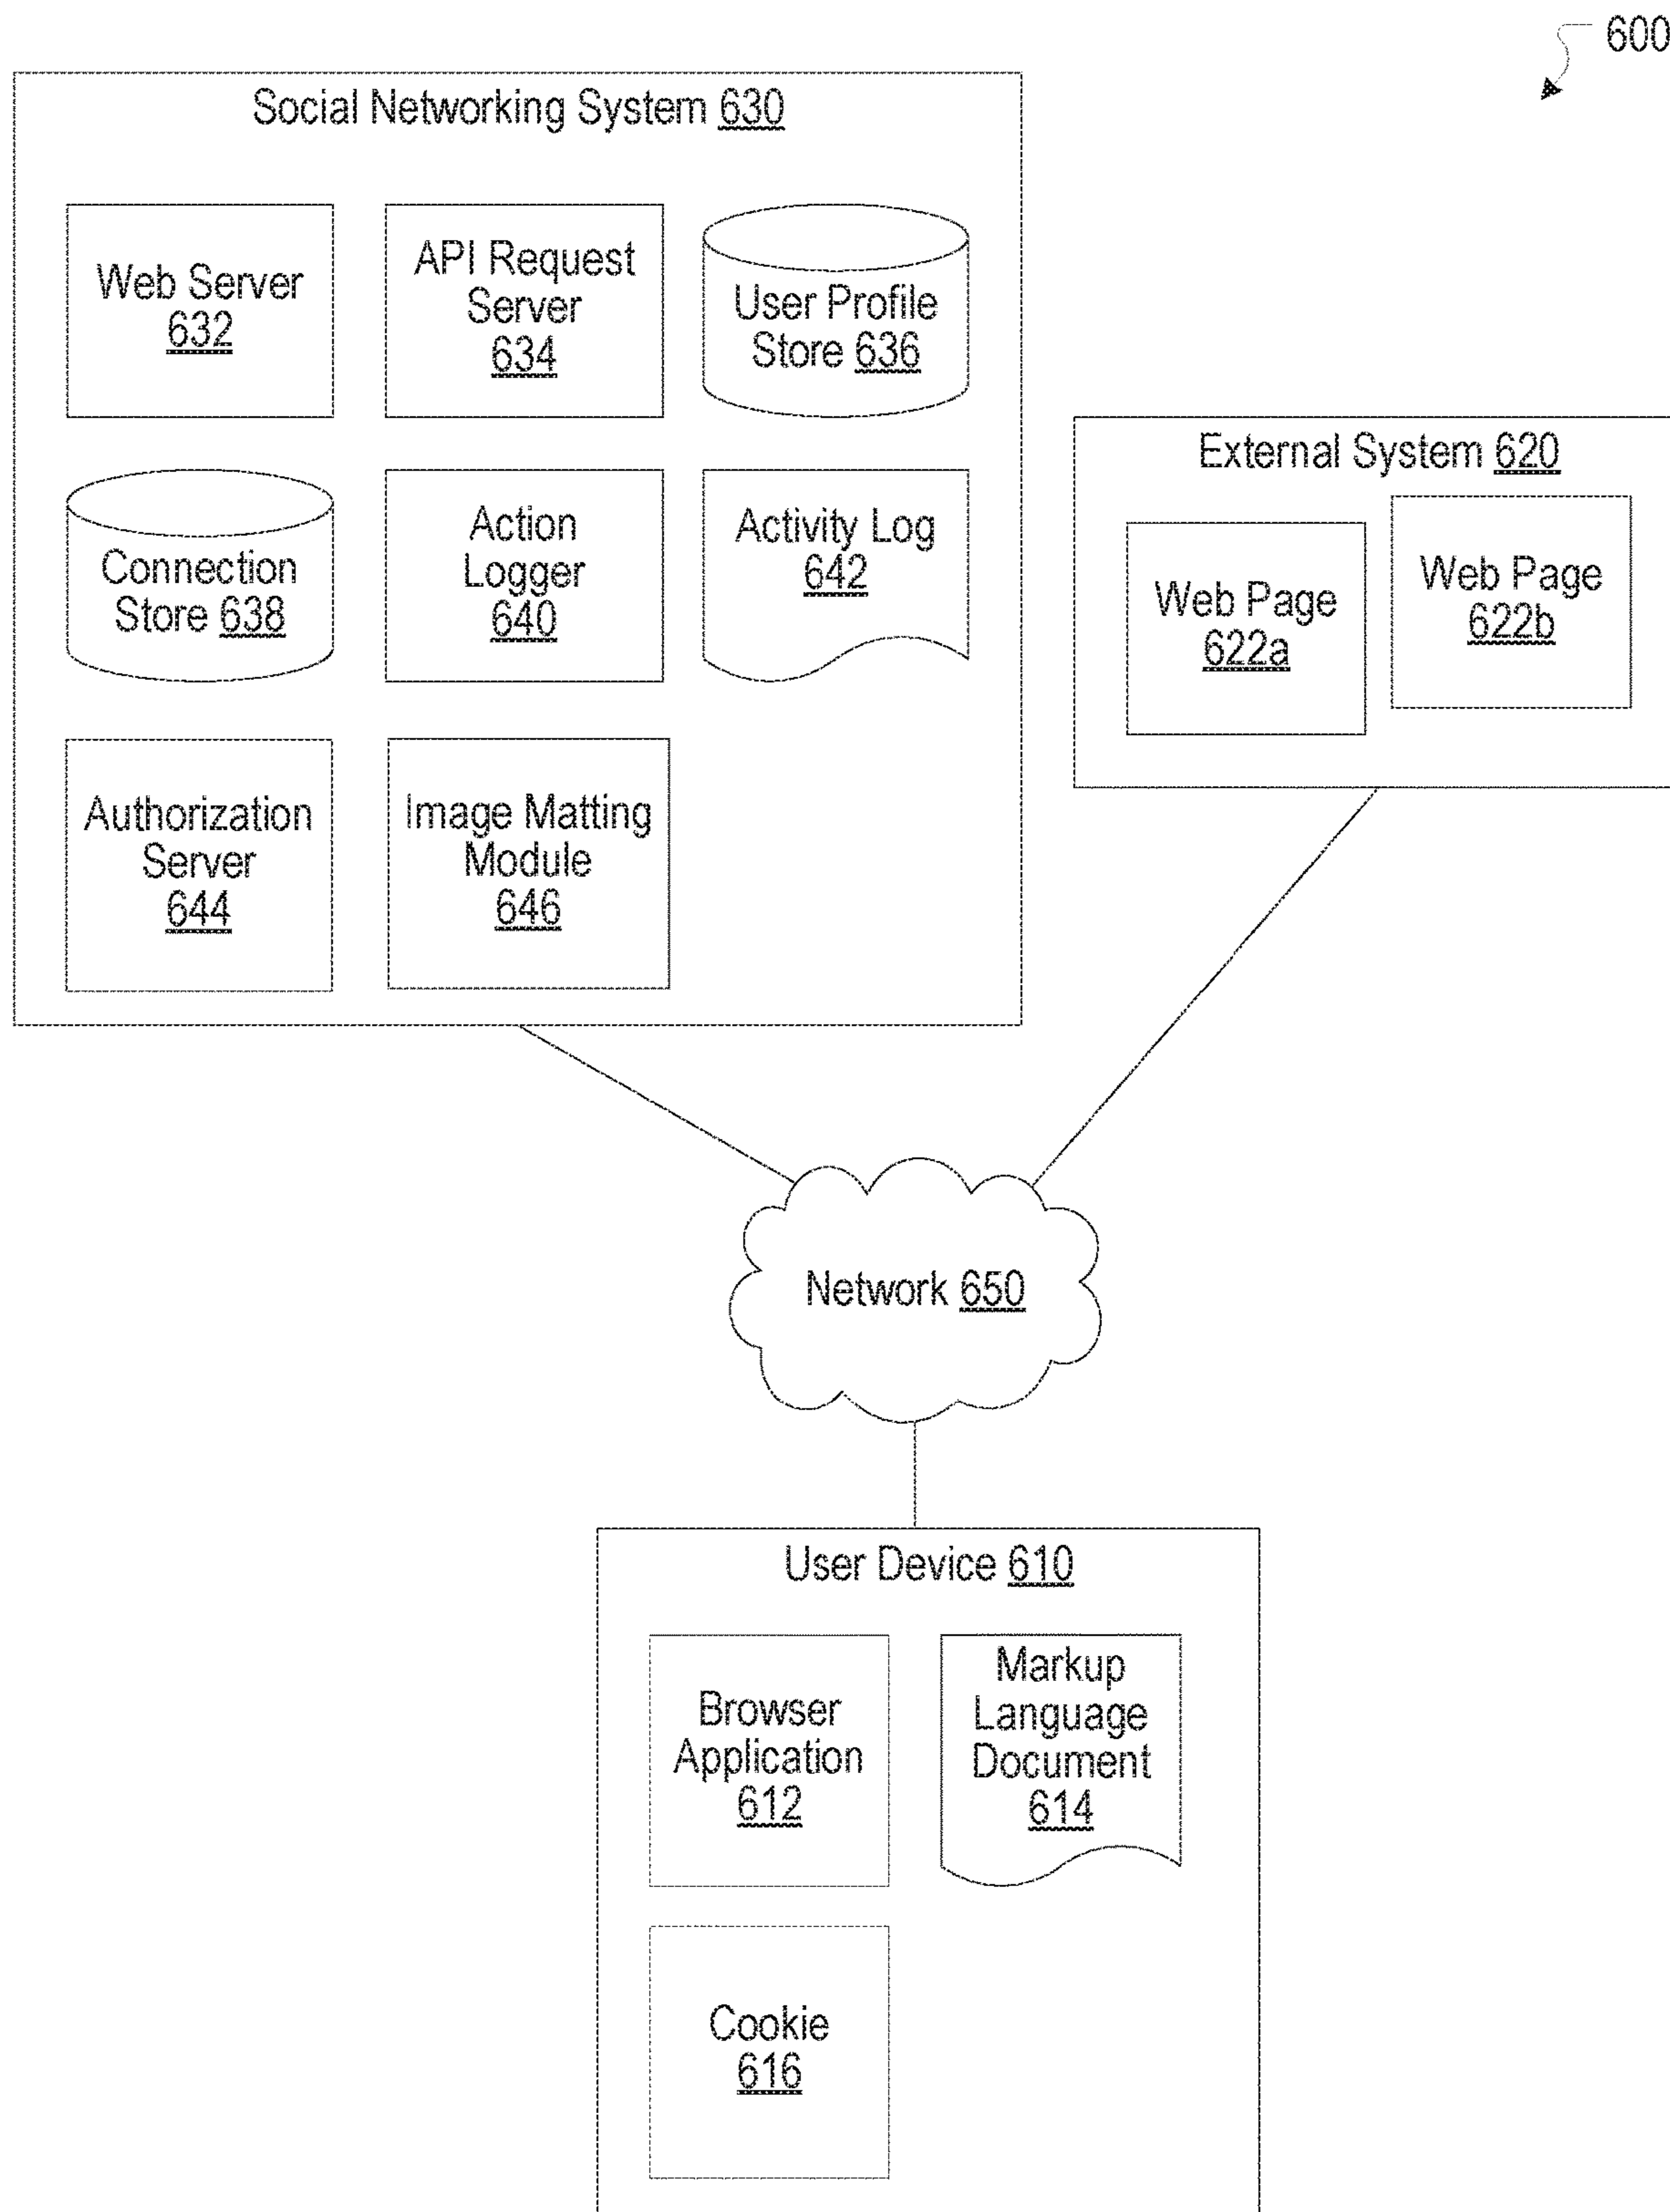 600
Social Networking System 630
Web Server
632
API Request
Server
634
User Profile
Store 636
Connection
Store 638
Action
Logger
640
Activity Log
642
Authorization
Server
644
Image Matting
Module
646
External System 620
Web Page
622a
Web Page
622b
Network 650
User Device 610
Browser
Application
612
Markup
Language
Document
614
Cookie
616